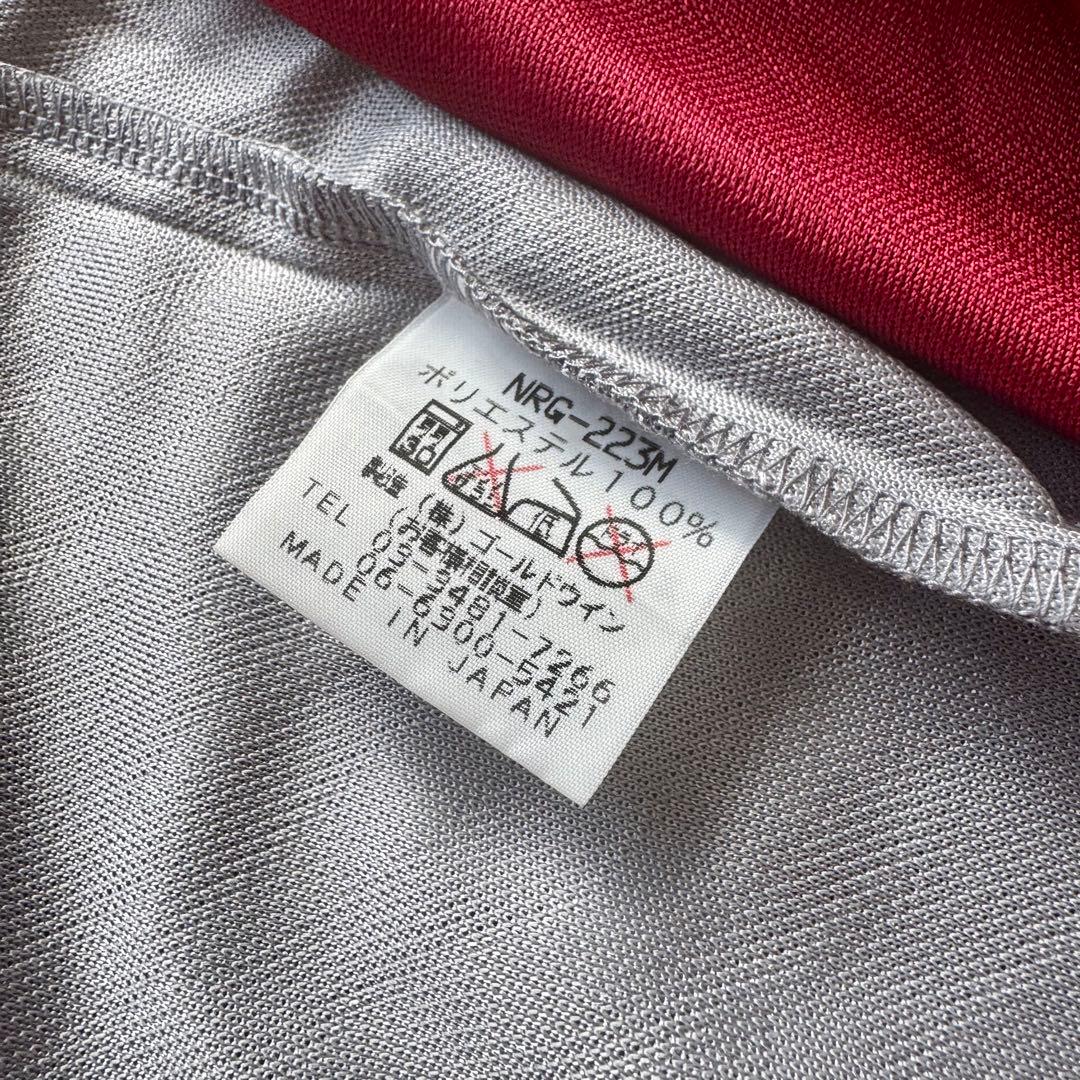 NRG-223M
ポリエステル100%
30
製造 (株)ゴールドウイン
(お客様相談室)
TEL 03-3481-7266
06-6300-5421
MADE IN JAPAN